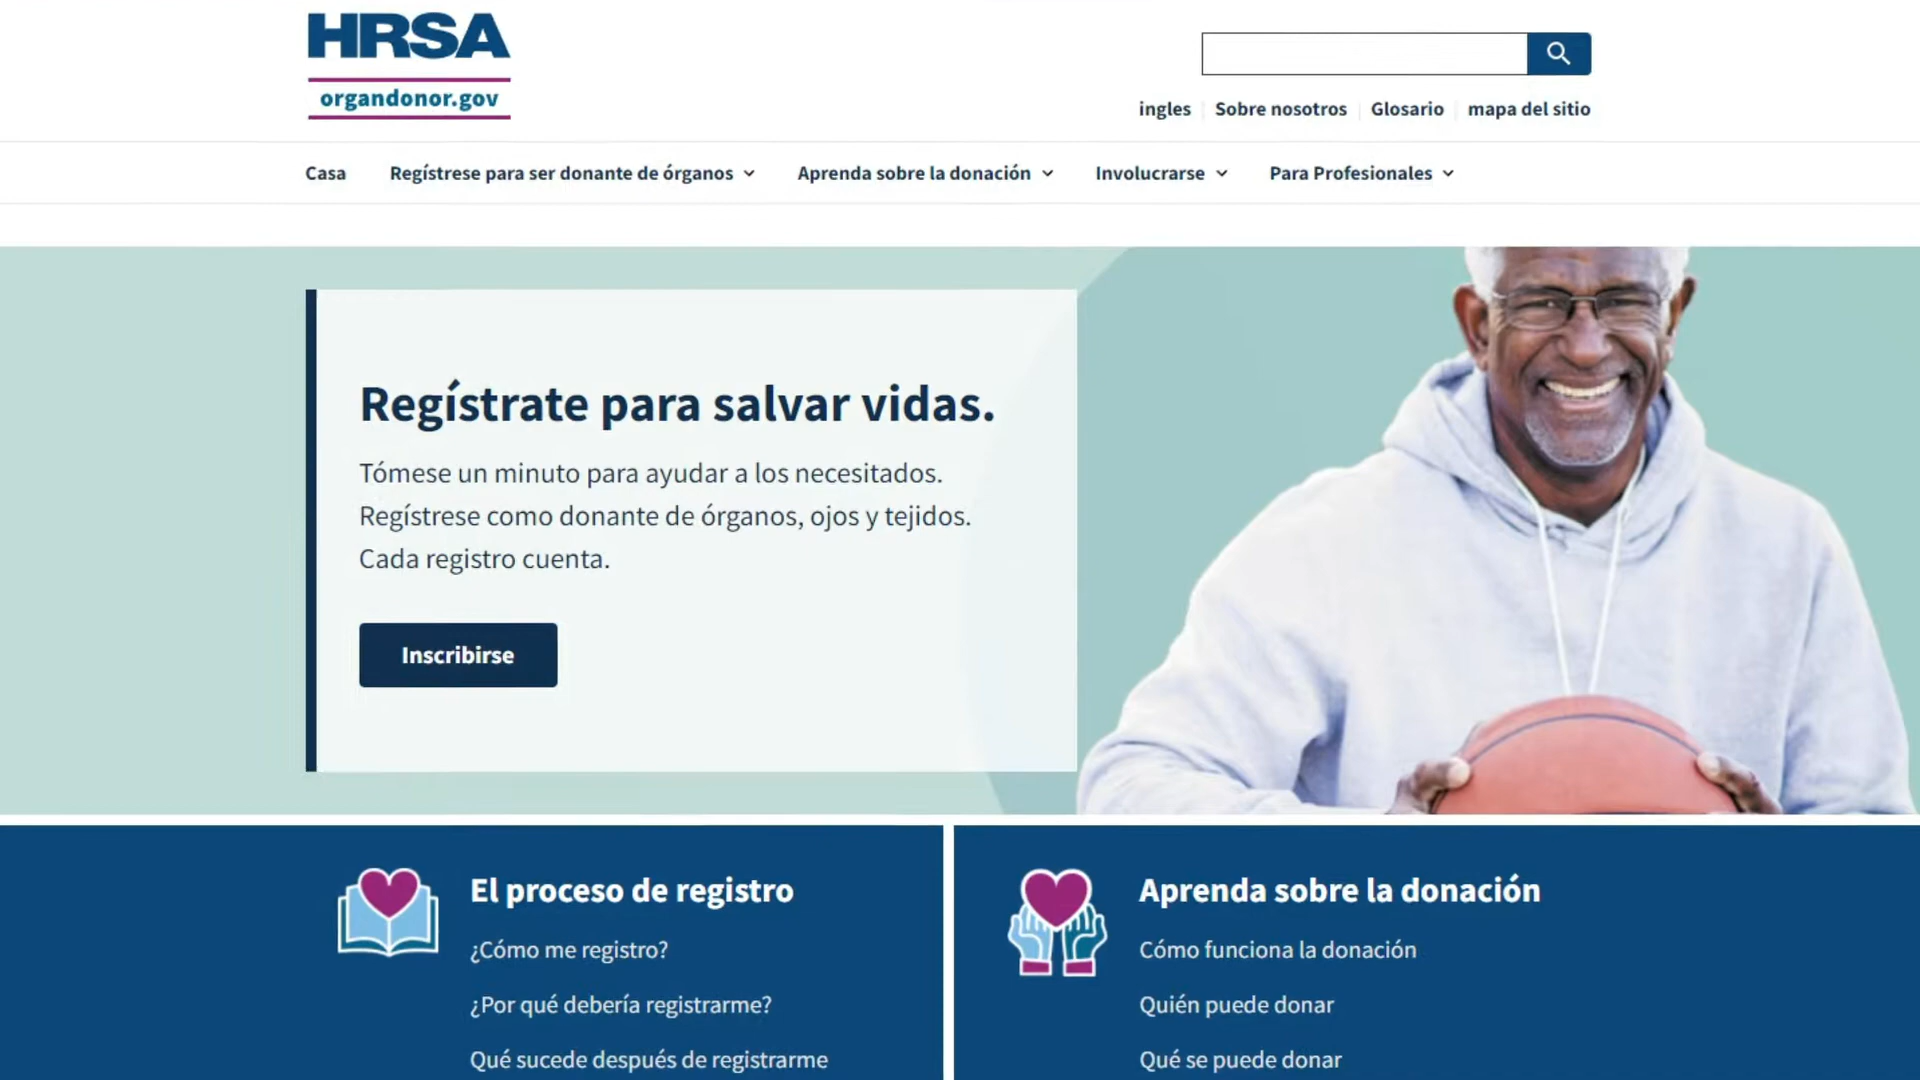 HRSA
organdonor.gov
ingles
Sobre nosotros
Glosario
mapa del sitio
Casa
Regístrese para ser donante de órganos
Aprenda sobre la donación
Involucrarse
Para Profesionales
Regístrate para salvar vidas.
Tómese un minuto para ayudar a los necesitados.
Regístrese como donante de órganos, ojos y tejidos.
Cada registro cuenta.
Inscribirse
El proceso de registro
¿Cómo me registro?
¿Por qué debería registrarme?
Qué sucede después de registrarme
Aprenda sobre la donación
Cómo funciona la donación
Quién puede donar
Qué se puede donar